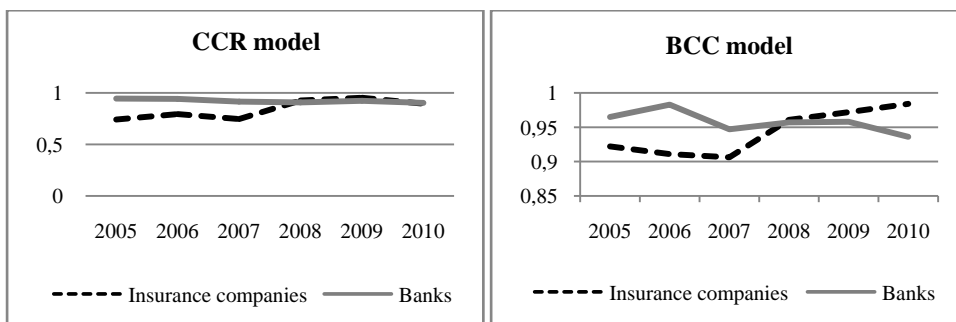 CCR model
1
0,5
0
2005 2006 2007 2008 2009 2010
Insurance companies Banks
BCC model
1
0,95
0,9
0,85
2005 2006 2007 2008 2009 2010
Insurance companies Banks